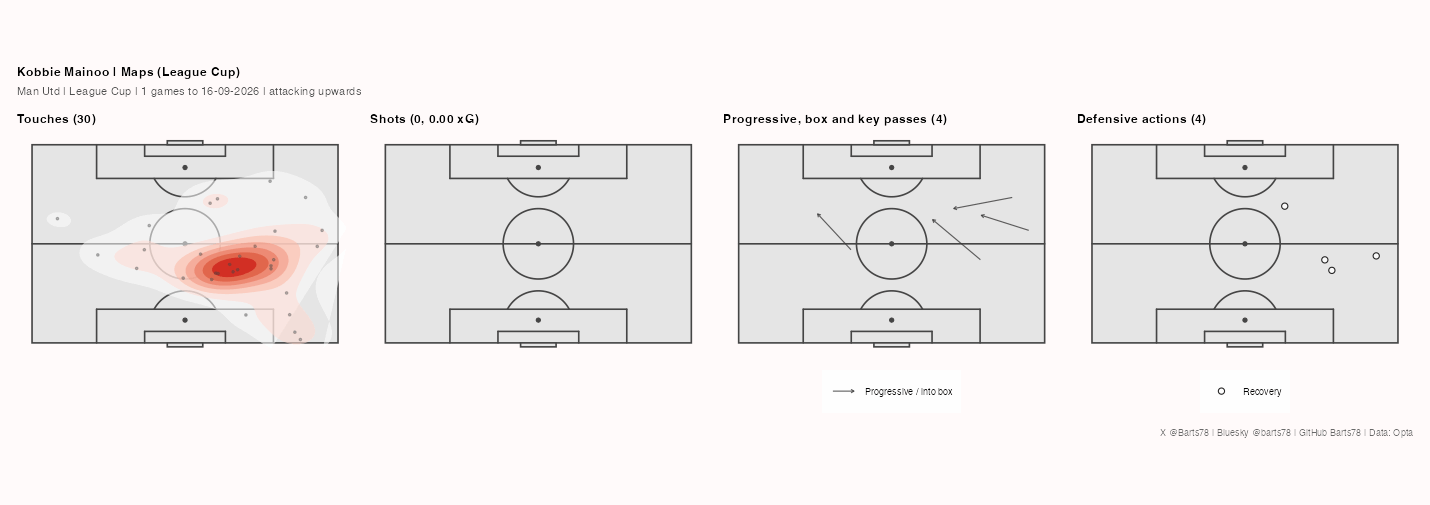 Kobbie Mainoo | Maps (League Cup)
Man Utd | League Cup | 1 games to 16-09-2026 | attacking upwards
Touches (30)
Shots (0, 0.00 xG)
Progressive, box and key passes (4)
Defensive actions (4)
Progressive / into box
Recovery
X @Barts78 | Bluesky @barts78 | GitHub Barts78 | Data: Opta